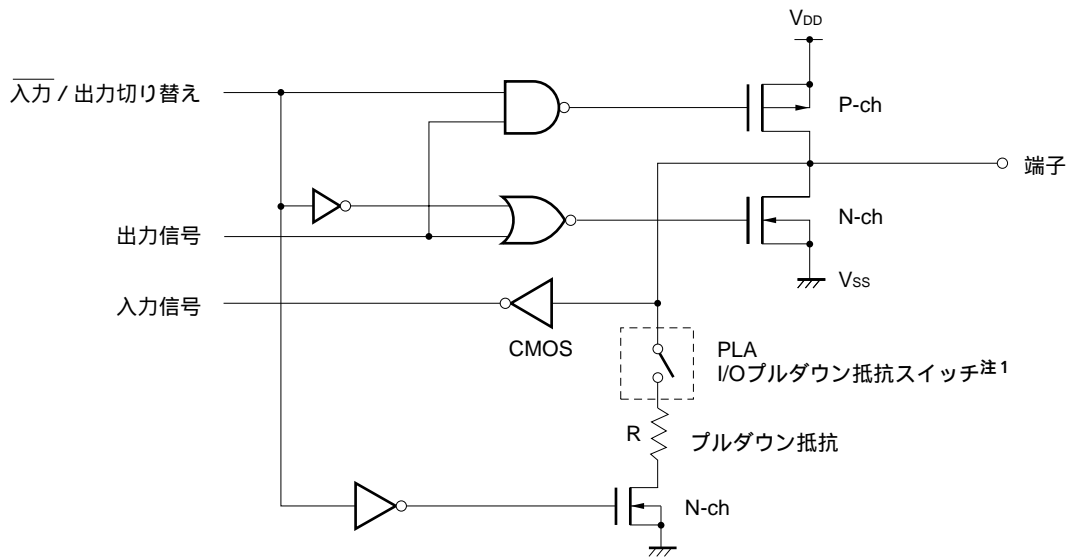 VDD
入力 / 出力切り替え
P-ch
端子
N-ch
出力信号
VSS
入力信号
CMOS
PLA
I/Oプルダウン抵抗スイッチ注1
R
プルダウン抵抗
N-ch